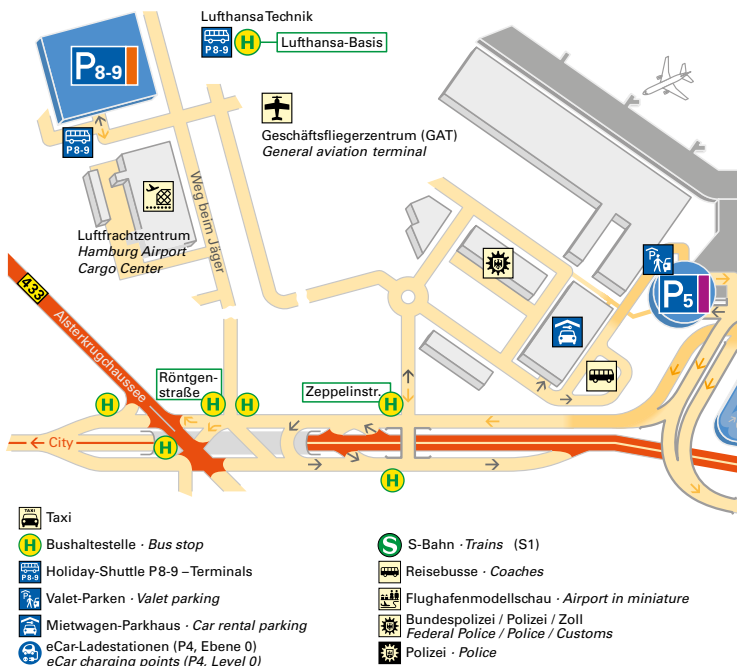 Lufthansa Technik
P8-9
H
Lufthansa-Basis
P8-9
P8-9
Geschäftsfliegerzentrum (GAT)
General aviation terminal
Weg beim Jäger
Luftfrachtzentrum
Hamburg Airport
Cargo Center
P
P5
433
Alsterkrugchaussee
Röntgen-
straße
Zeppelinstr.
H
H
H
H
City
H
H
TAXI
Taxi
H
Bushaltestelle · Bus stop
P8-9
Holiday-Shuttle P8-9 – Terminals
P
Valet-Parken · Valet parking
Mietwagen-Parkhaus · Car rental parking
eCar-Ladestationen (P4, Ebene 0)
eCar charging points (P4, Level 0)
S
S-Bahn · Trains (S1)
Reisebusse · Coaches
Flughafenmodellschau · Airport in miniature
Bundespolizei / Polizei / Zoll
Federal Police / Police / Customs
Polizei · Police